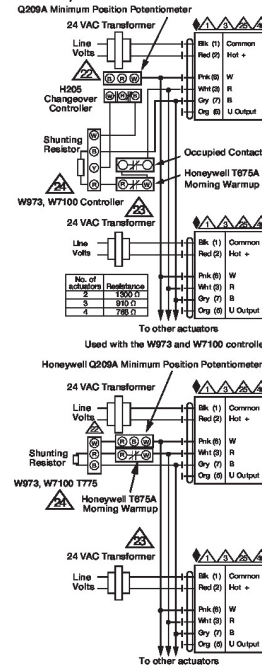 Q209A Minimum Position Potentiometer
24 VAC Transformer
Line
Volts
Blk (1) Common
Red (2) Hot +
22
B R W
W R B
H205
Changeover
Controller
Pnk (6) W
Wht (3) R
Gry (7) B
Org (5) U Output
Shunting
Resistor
W
B
Y
R
Occupied Contact
R W
Honeywell T675A
Morning Warmup
24
W973, W7100 Controller
23
24 VAC Transformer
Line
Volts
Blk (1) Common
Red (2) Hot +
No. of
actuators Resistance
2 1300 Ω
3 910 Ω
4 768 Ω
Pnk (6) W
Wht (3) R
Gry (7) B
Org (5) U Output
To other actuators
Used with the W973 and W7100 controlle
Honeywell Q209A Minimum Position Potentiometer
24 VAC Transformer
Line
Volts
Blk (1) Common
Red (2) Hot +
22
W
R
B
R B W
R W
Shunting
Resistor
Pnk (6) W
Wht (3) R
Gry (7) B
Org (5) U Output
W973, W7100 T775
24
Honeywell T675A
Morning Warmup
23
24 VAC Transformer
Line
Volts
Blk (1) Common
Red (2) Hot +
Pnk (6) W
Wht (3) R
Gry (7) B
Org (5) U Output
To other actuators